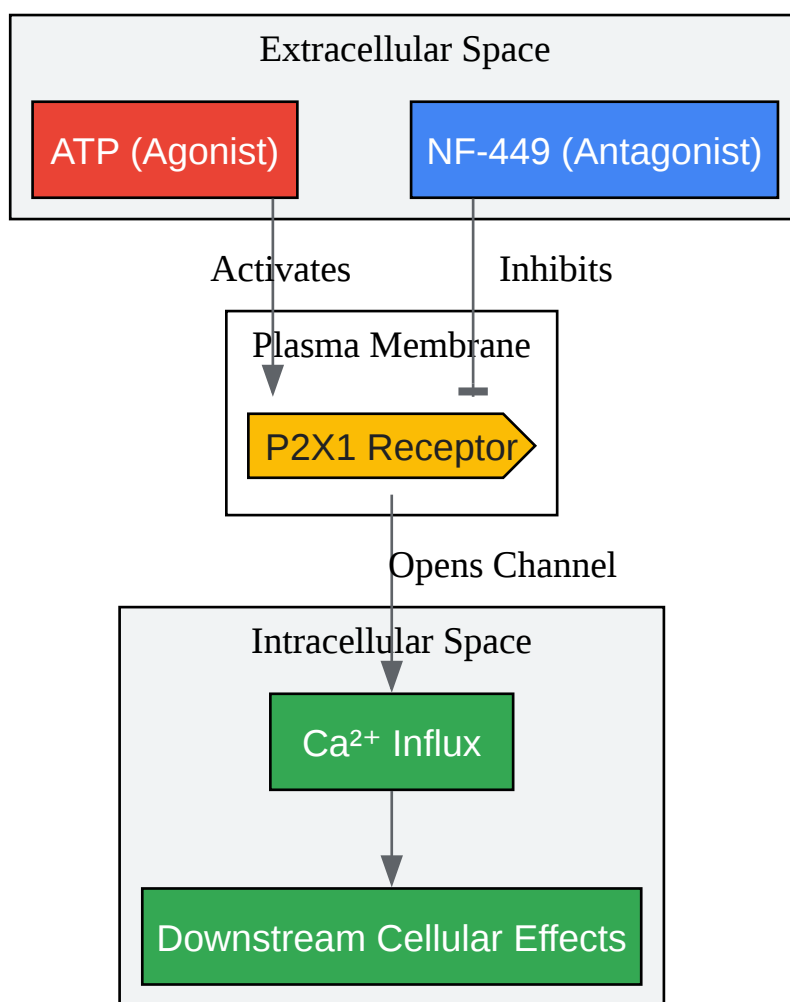 Extracellular Space
ATP (Agonist)
NF-449 (Antagonist)
Activates
Inhibits
Plasma Membrane
P2X1 Receptor
Opens Channel
Intracellular Space
Ca²⁺ Influx
Downstream Cellular Effects